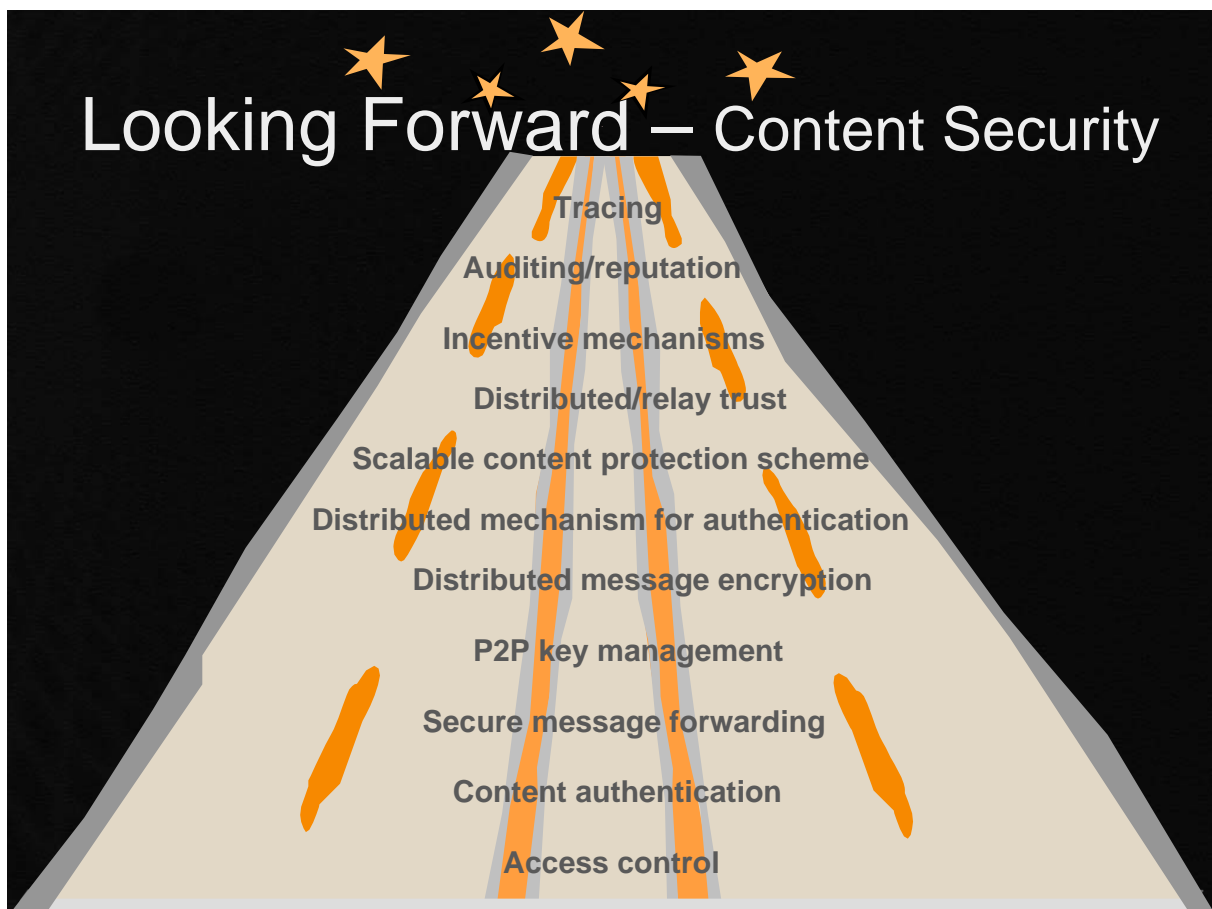 Looking Forward – Content Security
Tracing
Auditing/reputation
Incentive mechanisms
Distributed/relay trust
Scalable content protection scheme
Distributed mechanism for authentication
Distributed message encryption
P2P key management
Secure message forwarding
Content authentication
Access control